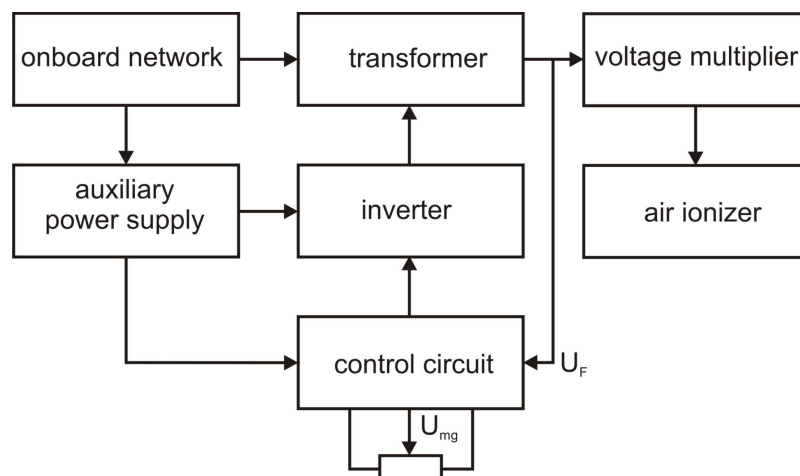 onboard network
transformer
voltage multiplier
auxiliary
power supply
inverter
air ionizer
control circuit
U_F
U_mg